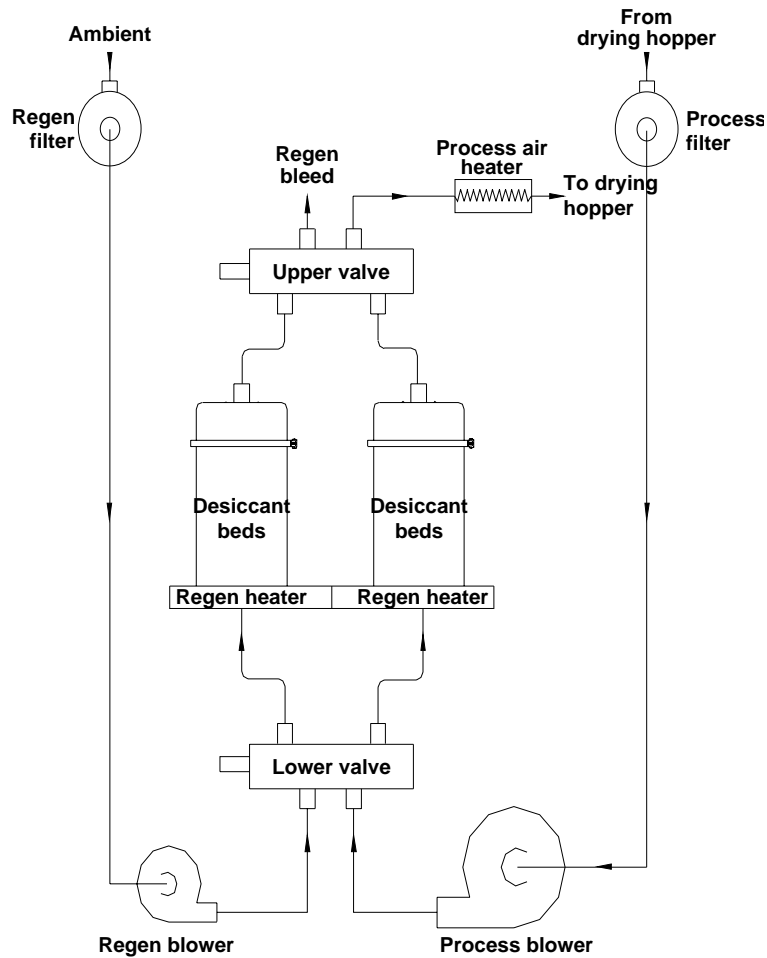 Ambient
From
drying hopper
Regen
filter
Process
filter
Regen
bleed
Process air
heater
To drying
hopper
Upper valve
Desiccant
beds
Desiccant
beds
Regen heater
Regen heater
Lower valve
Regen blower
Process blower